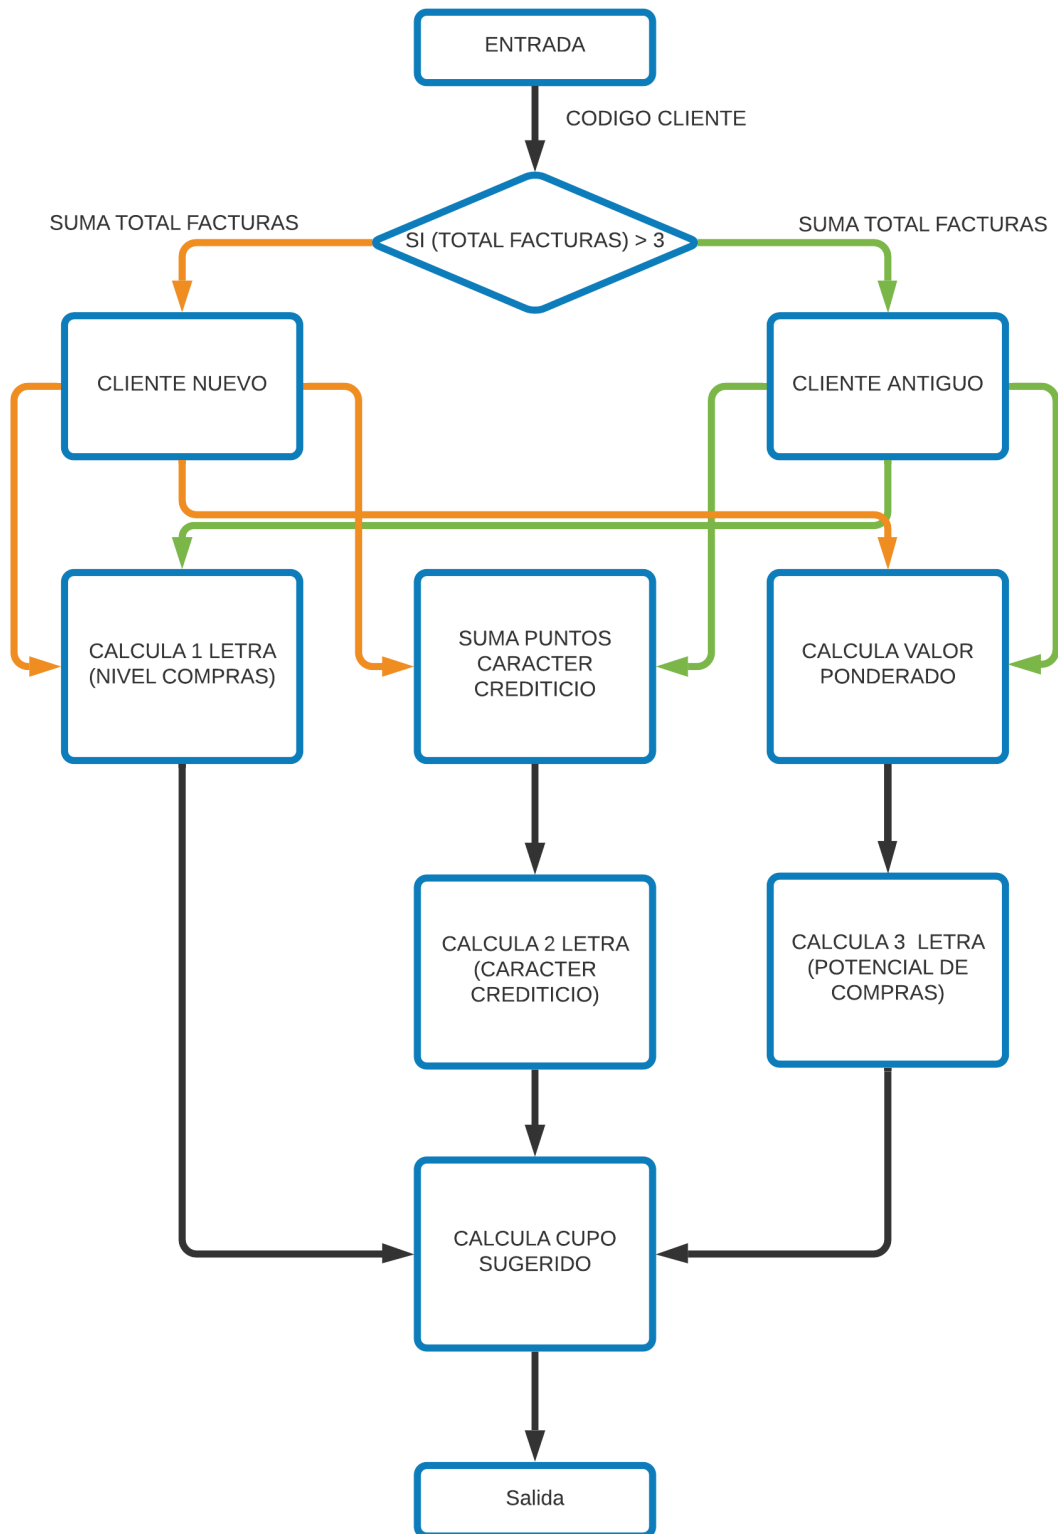 ENTRADA
CODIGO CLIENTE
SUMA TOTAL FACTURAS
SI (TOTAL FACTURAS) > 3
SUMA TOTAL FACTURAS
CLIENTE NUEVO
CLIENTE ANTIGUO
CALCULA 1 LETRA
(NIVEL COMPRAS)
SUMA PUNTOS
CARACTER
CREDITICIO
CALCULA VALOR
PONDERADO
CALCULA 2 LETRA
(CARACTER
CREDITICIO)
CALCULA 3  LETRA
(POTENCIAL DE
COMPRAS)
CALCULA CUPO
SUGERIDO
Salida